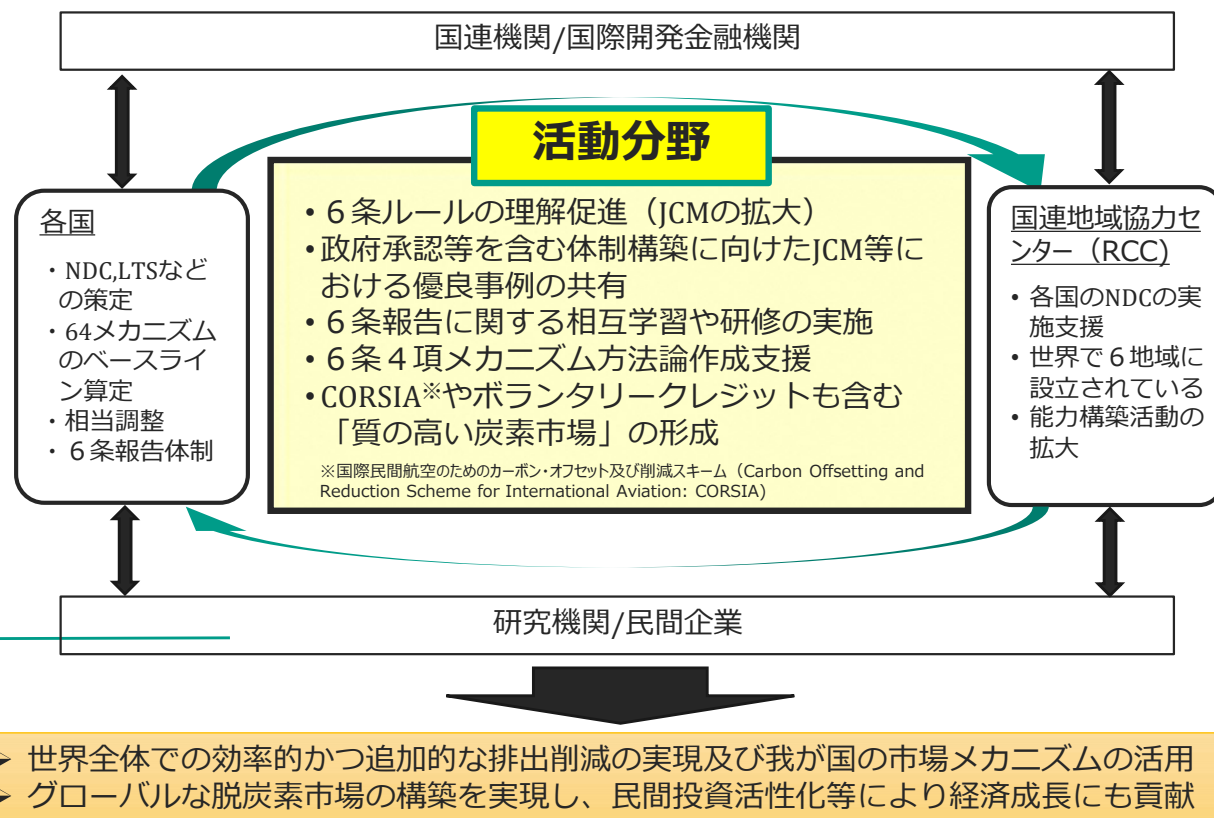 国連機関/国際開発金融機関
活動分野
各国
・NDC,LTSなど
の策定
・64メカニズム
のベースライ
ン算定
・相当調整
・６条報告体制
• ６条ルールの理解促進（JCMの拡大）
• 政府承認等を含む体制構築に向けたJCM等に
おける優良事例の共有
• ６条報告に関する相互学習や研修の実施
• ６条４項メカニズム方法論作成支援
• CORSIA※やボランタリークレジットも含む
「質の高い炭素市場」の形成
※国際民間航空のためのカーボン・オフセット及び削減スキーム（Carbon Offsetting and
Reduction Scheme for International Aviation: CORSIA)
国連地域協力セ
ンター（RCC)
• 各国のNDCの実
施支援
• 世界で６地域に
設立されている
• 能力構築活動の
拡大
研究機関/民間企業
➢ 世界全体での効率的かつ追加的な排出削減の実現及び我が国の市場メカニズムの活用
➢ グローバルな脱炭素市場の構築を実現し、民間投資活性化等により経済成長にも貢献